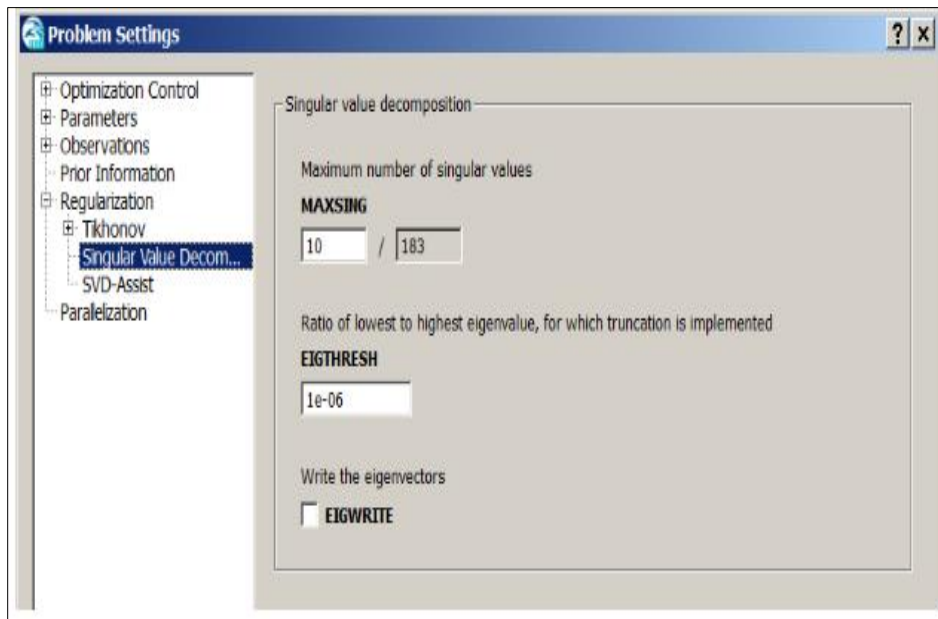 Problem Settings
? x
Optimization Control
Parameters
Observations
Prior Information
Regularization
Tikhonov
Singular Value Decom...
SVD-Assist
Parallelization
Singular value decomposition
Maximum number of singular values
MAXSING
10 / 183
Ratio of lowest to highest eigenvalue, for which truncation is implemented
EIGTHRESH
1e-06
Write the eigenvectors
EIGWRITE